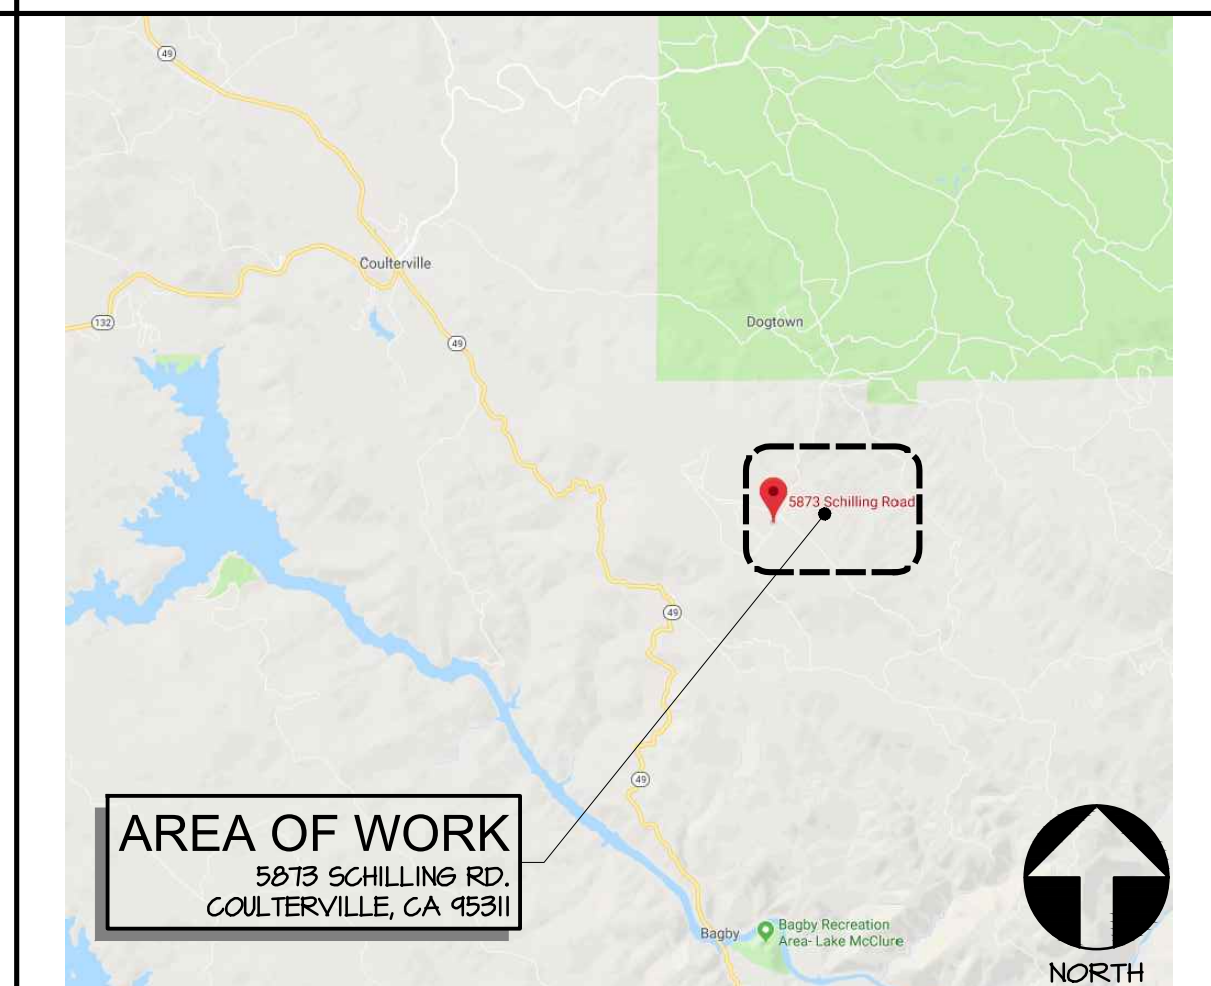 49
Coulterville
132
49
Dogtown
5873 Schilling Road
49
49
AREA OF WORK
5873 SCHILLING RD.
COULTERVILLE, CA 95311
Bagby
Bagby Recreation
Area- Lake McClure
NORTH